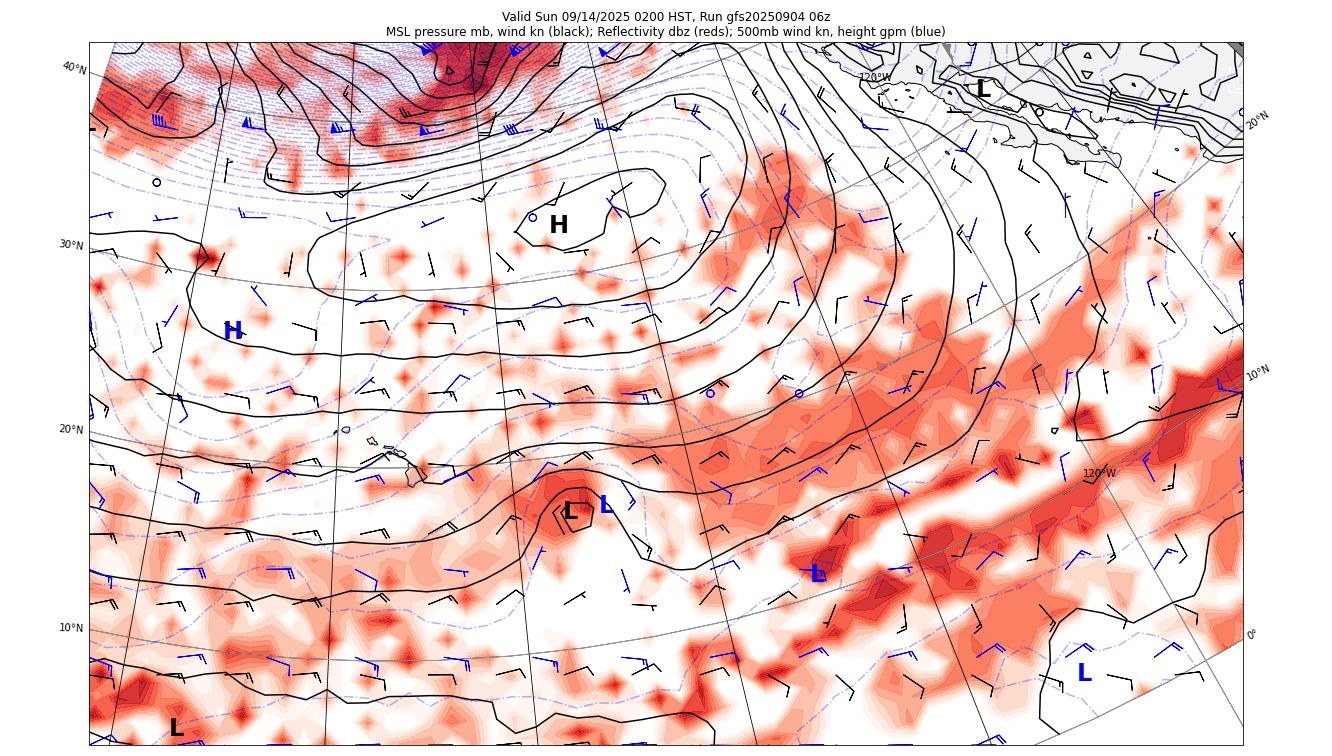 Valid Sun 09/14/2025 0200 HST, Run gfs20250904 06z
MSL pressure mb, wind kn (black); Reflectivity dbz (reds); 500mb wind kn, height gpm (blue)
40°N
120°W
L
20°N
H
30°N
H
10°N
20°N
120°W
L
L
L
10°N
0°
L
L